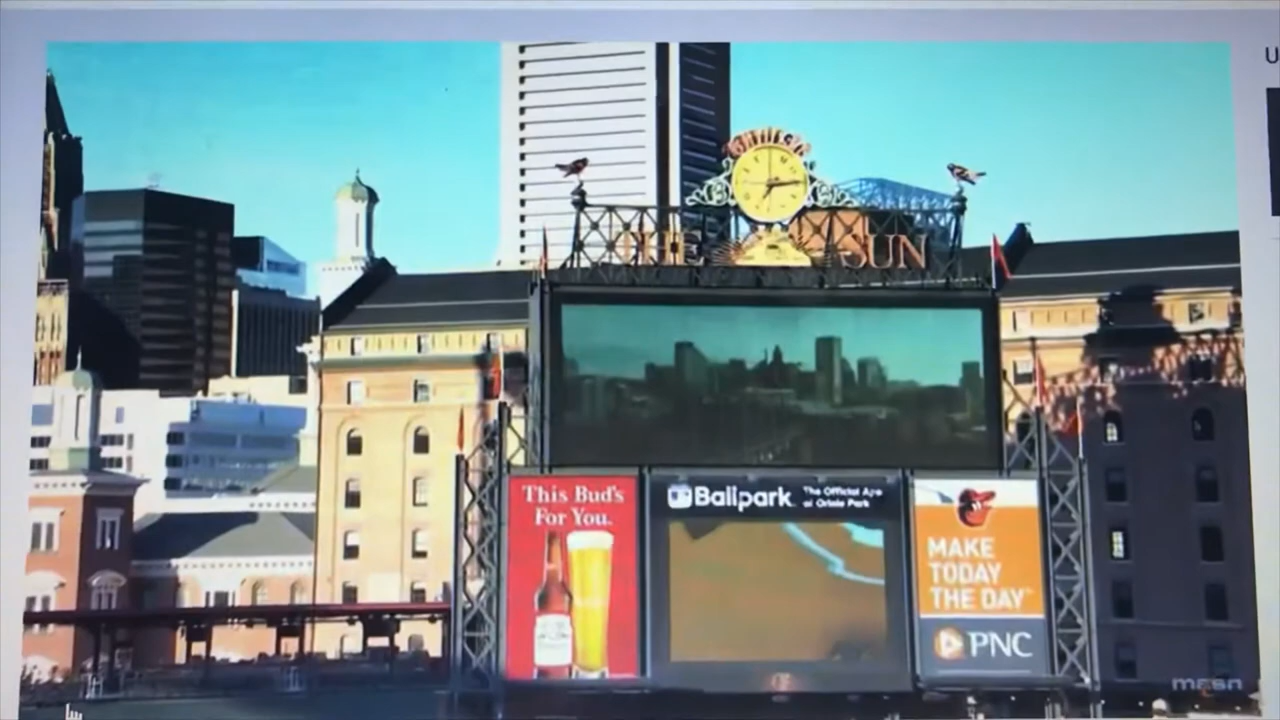 U
ORIOLES
THE SUN
This Bud's
For You.
Ballpark
The Official App
of Oriole Park
MAKE
TODAY
THE DAY
PNC
masn